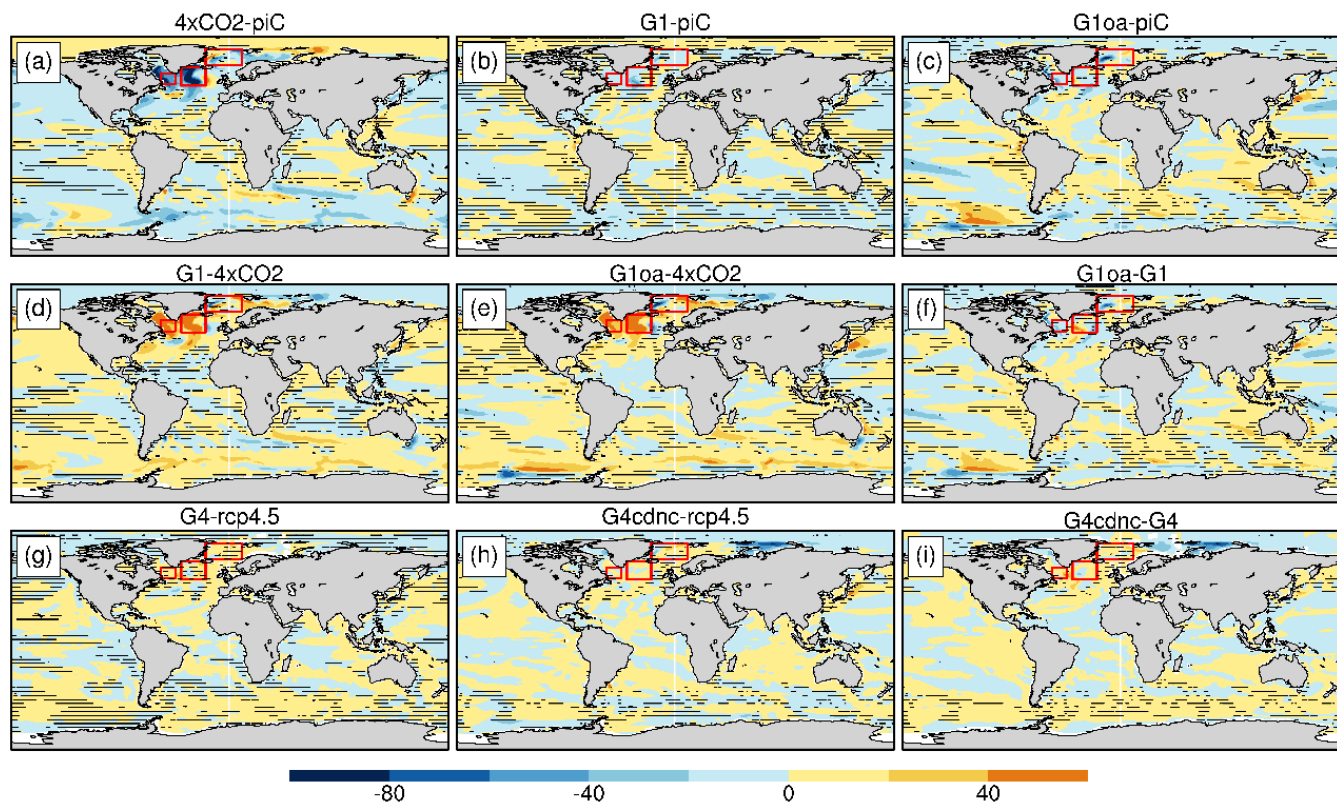 4xCO2-piC
G1-piC
G1oa-piC
(a)
(b)
(c)
G1-4xCO2
G1oa-4xCO2
G1oa-G1
(d)
(e)
(f)
G4-rcp4.5
G4cdnc-rcp4.5
G4cdnc-G4
(g)
(h)
(i)
-80 -40 0 40